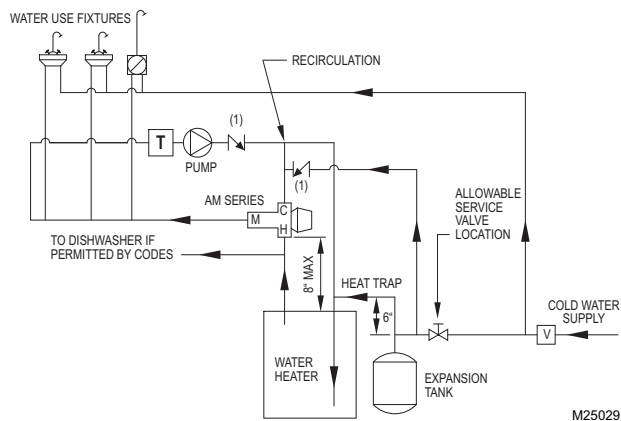 WATER USE FIXTURES
RECIRCULATION
(1)
T
PUMP
(1)
AM SERIES
C
M
H
ALLOWABLE
SERVICE
VALVE
LOCATION
TO DISHWASHER IF
PERMITTED BY CODES
8" MAX
HEAT TRAP
6"
COLD WATER
SUPPLY
V
WATER
HEATER
EXPANSION
TANK
M25029